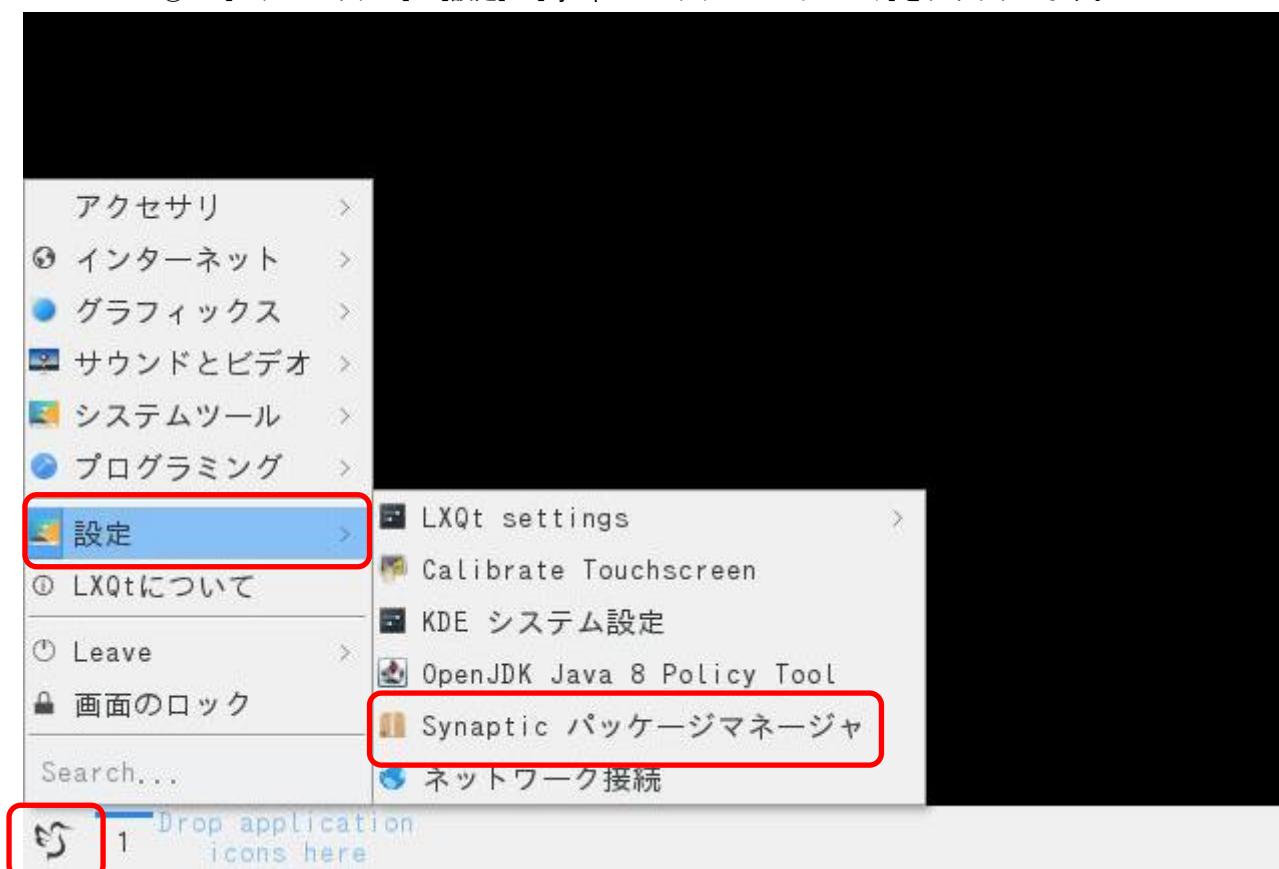 アクセサリ
インターネット
グラフィックス
サウンドとビデオ
システムツール
プログラミング
設定
LXQtについて
Leave
画面のロック
Search...
LXQt settings
Calibrate Touchscreen
KDE システム設定
OpenJDK Java 8 Policy Tool
Synaptic パッケージマネージャ
ネットワーク接続
1
Drop application
icons here